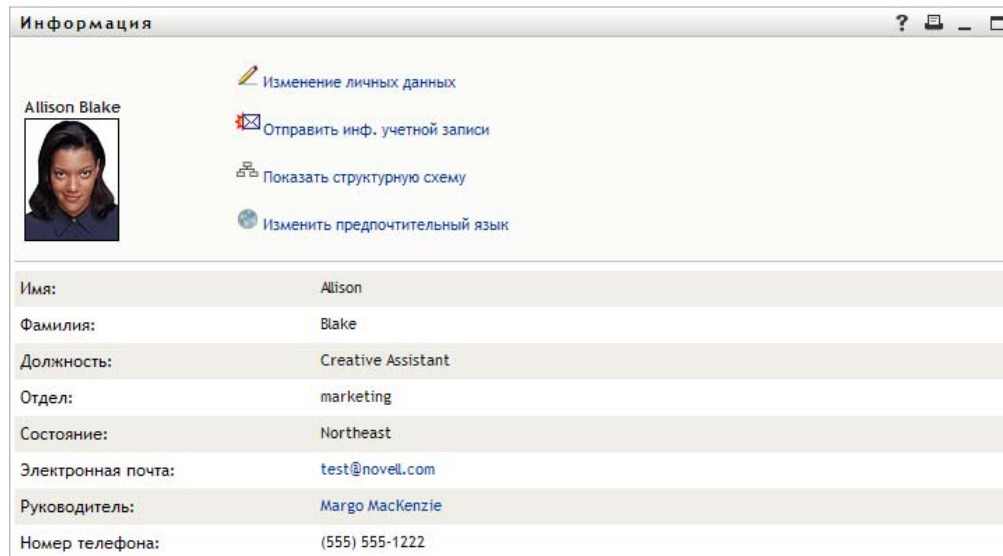 Информация ?
Allison Blake
Изменение личных данных
Отправить инф. учетной записи
Показать структурную схему
Изменить предпочтительный язык
Имя: Allison
Фамилия: Blake
Должность: Creative Assistant
Отдел: marketing
Состояние: Northeast
Электронная почта: test@novell.com
Руководитель: Margo MacKenzie
Номер телефона: (555) 555-1222